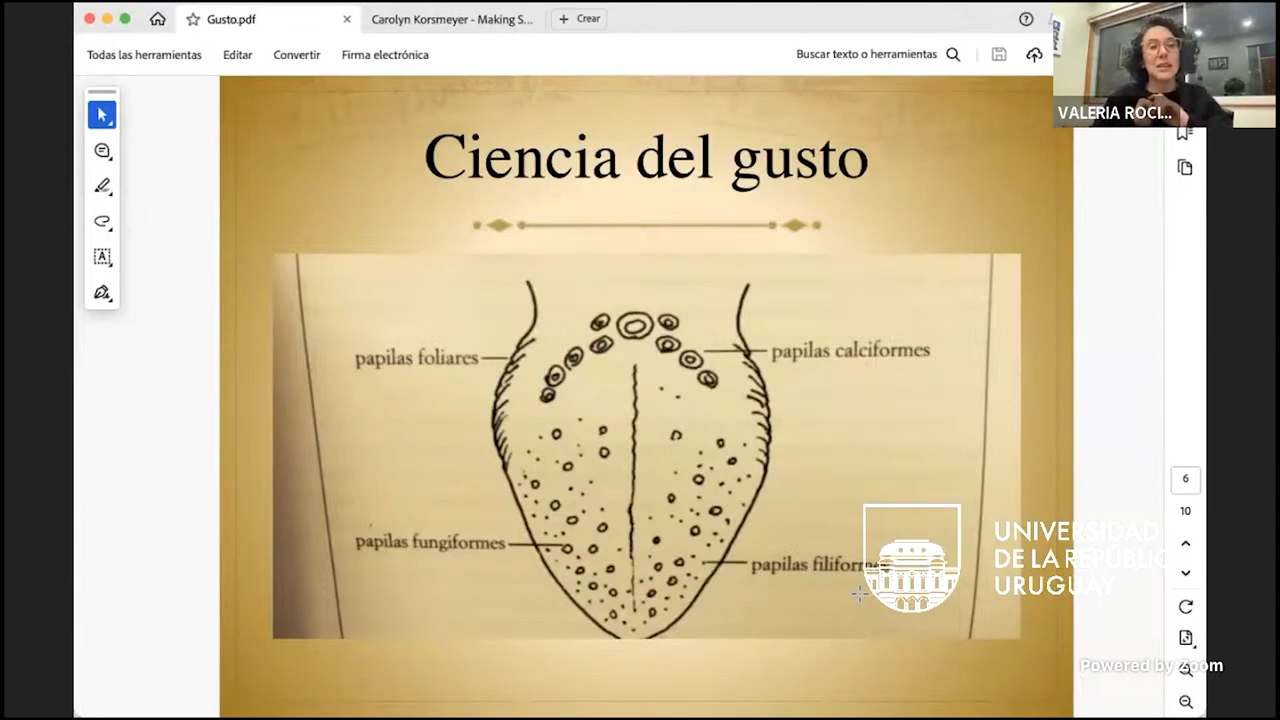 Gusto.pdf
Carolyn Korsmeyer - Making S...
Crear
Todas las herramientas
Editar
Convertir
Firma electrónica
Buscar texto o herramientas
VALERIA ROCI...
Ciencia del gusto
papilas foliares
papilas calciformes
papilas fungiformes
papilas
6
10
UNIVERSIDAD
DE LA REPÚBLICA
URUGUAY
Powered by Zoom